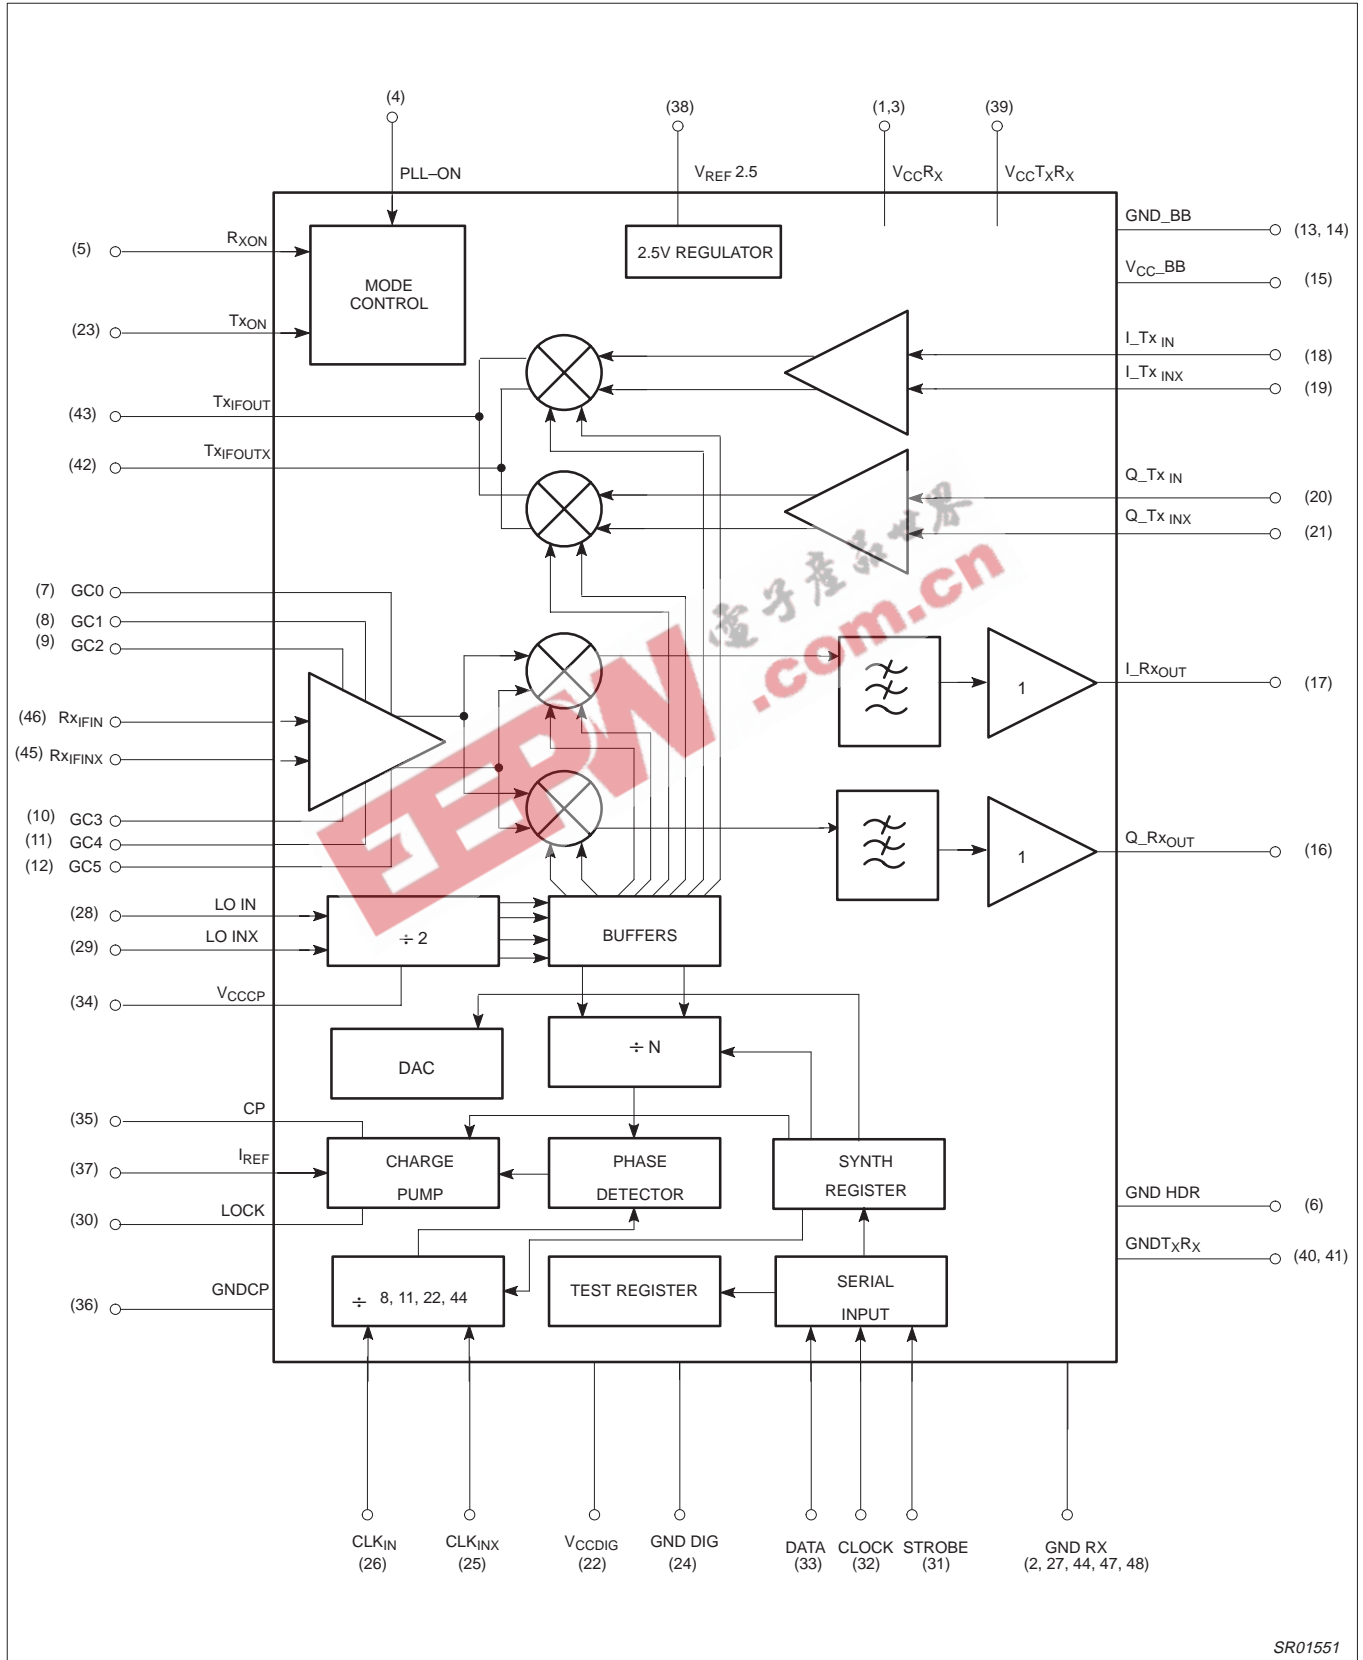 (4)
(38)
(1,3)
(39)
PLL–ON
VREF 2.5
VCCRX
VCCTXRX
GND_BB
(13, 14)
(5)
RXON
2.5V REGULATOR
MODE
CONTROL
VCC_BB
(15)
(23)
TxON
I_Tx IN
(18)
I_Tx INX
(19)
(43)
TxIFOUT
(42)
TxIFOUTX
Q_Tx IN
(20)
Q_Tx INX
(21)
電子產品世界
.com.cn
EEPW
(7) GC0
(8) GC1
(9) GC2
I_RxOUT
(17)
1
(46) RxIFIN
(45) RxIFINX
(10) GC3
(11) GC4
(12) GC5
Q_RxOUT
(16)
1
(28)
LO IN
(29)
LO INX
÷ 2
BUFFERS
(34)
VCCCP
DAC
÷ N
(35)
CP
(37)
IREF
CHARGE
PUMP
PHASE
DETECTOR
SYNTH
REGISTER
(30)
LOCK
GND HDR
(6)
GNDTXRX
(40, 41)
(36)
GNDCP
÷ 8, 11, 22, 44
TEST REGISTER
SERIAL
INPUT
CLKIN
(26)
CLKINX
(25)
VCCDIG
(22)
GND DIG
(24)
DATA
(33)
CLOCK
(32)
STROBE
(31)
GND RX
(2, 27, 44, 47, 48)
SR01551